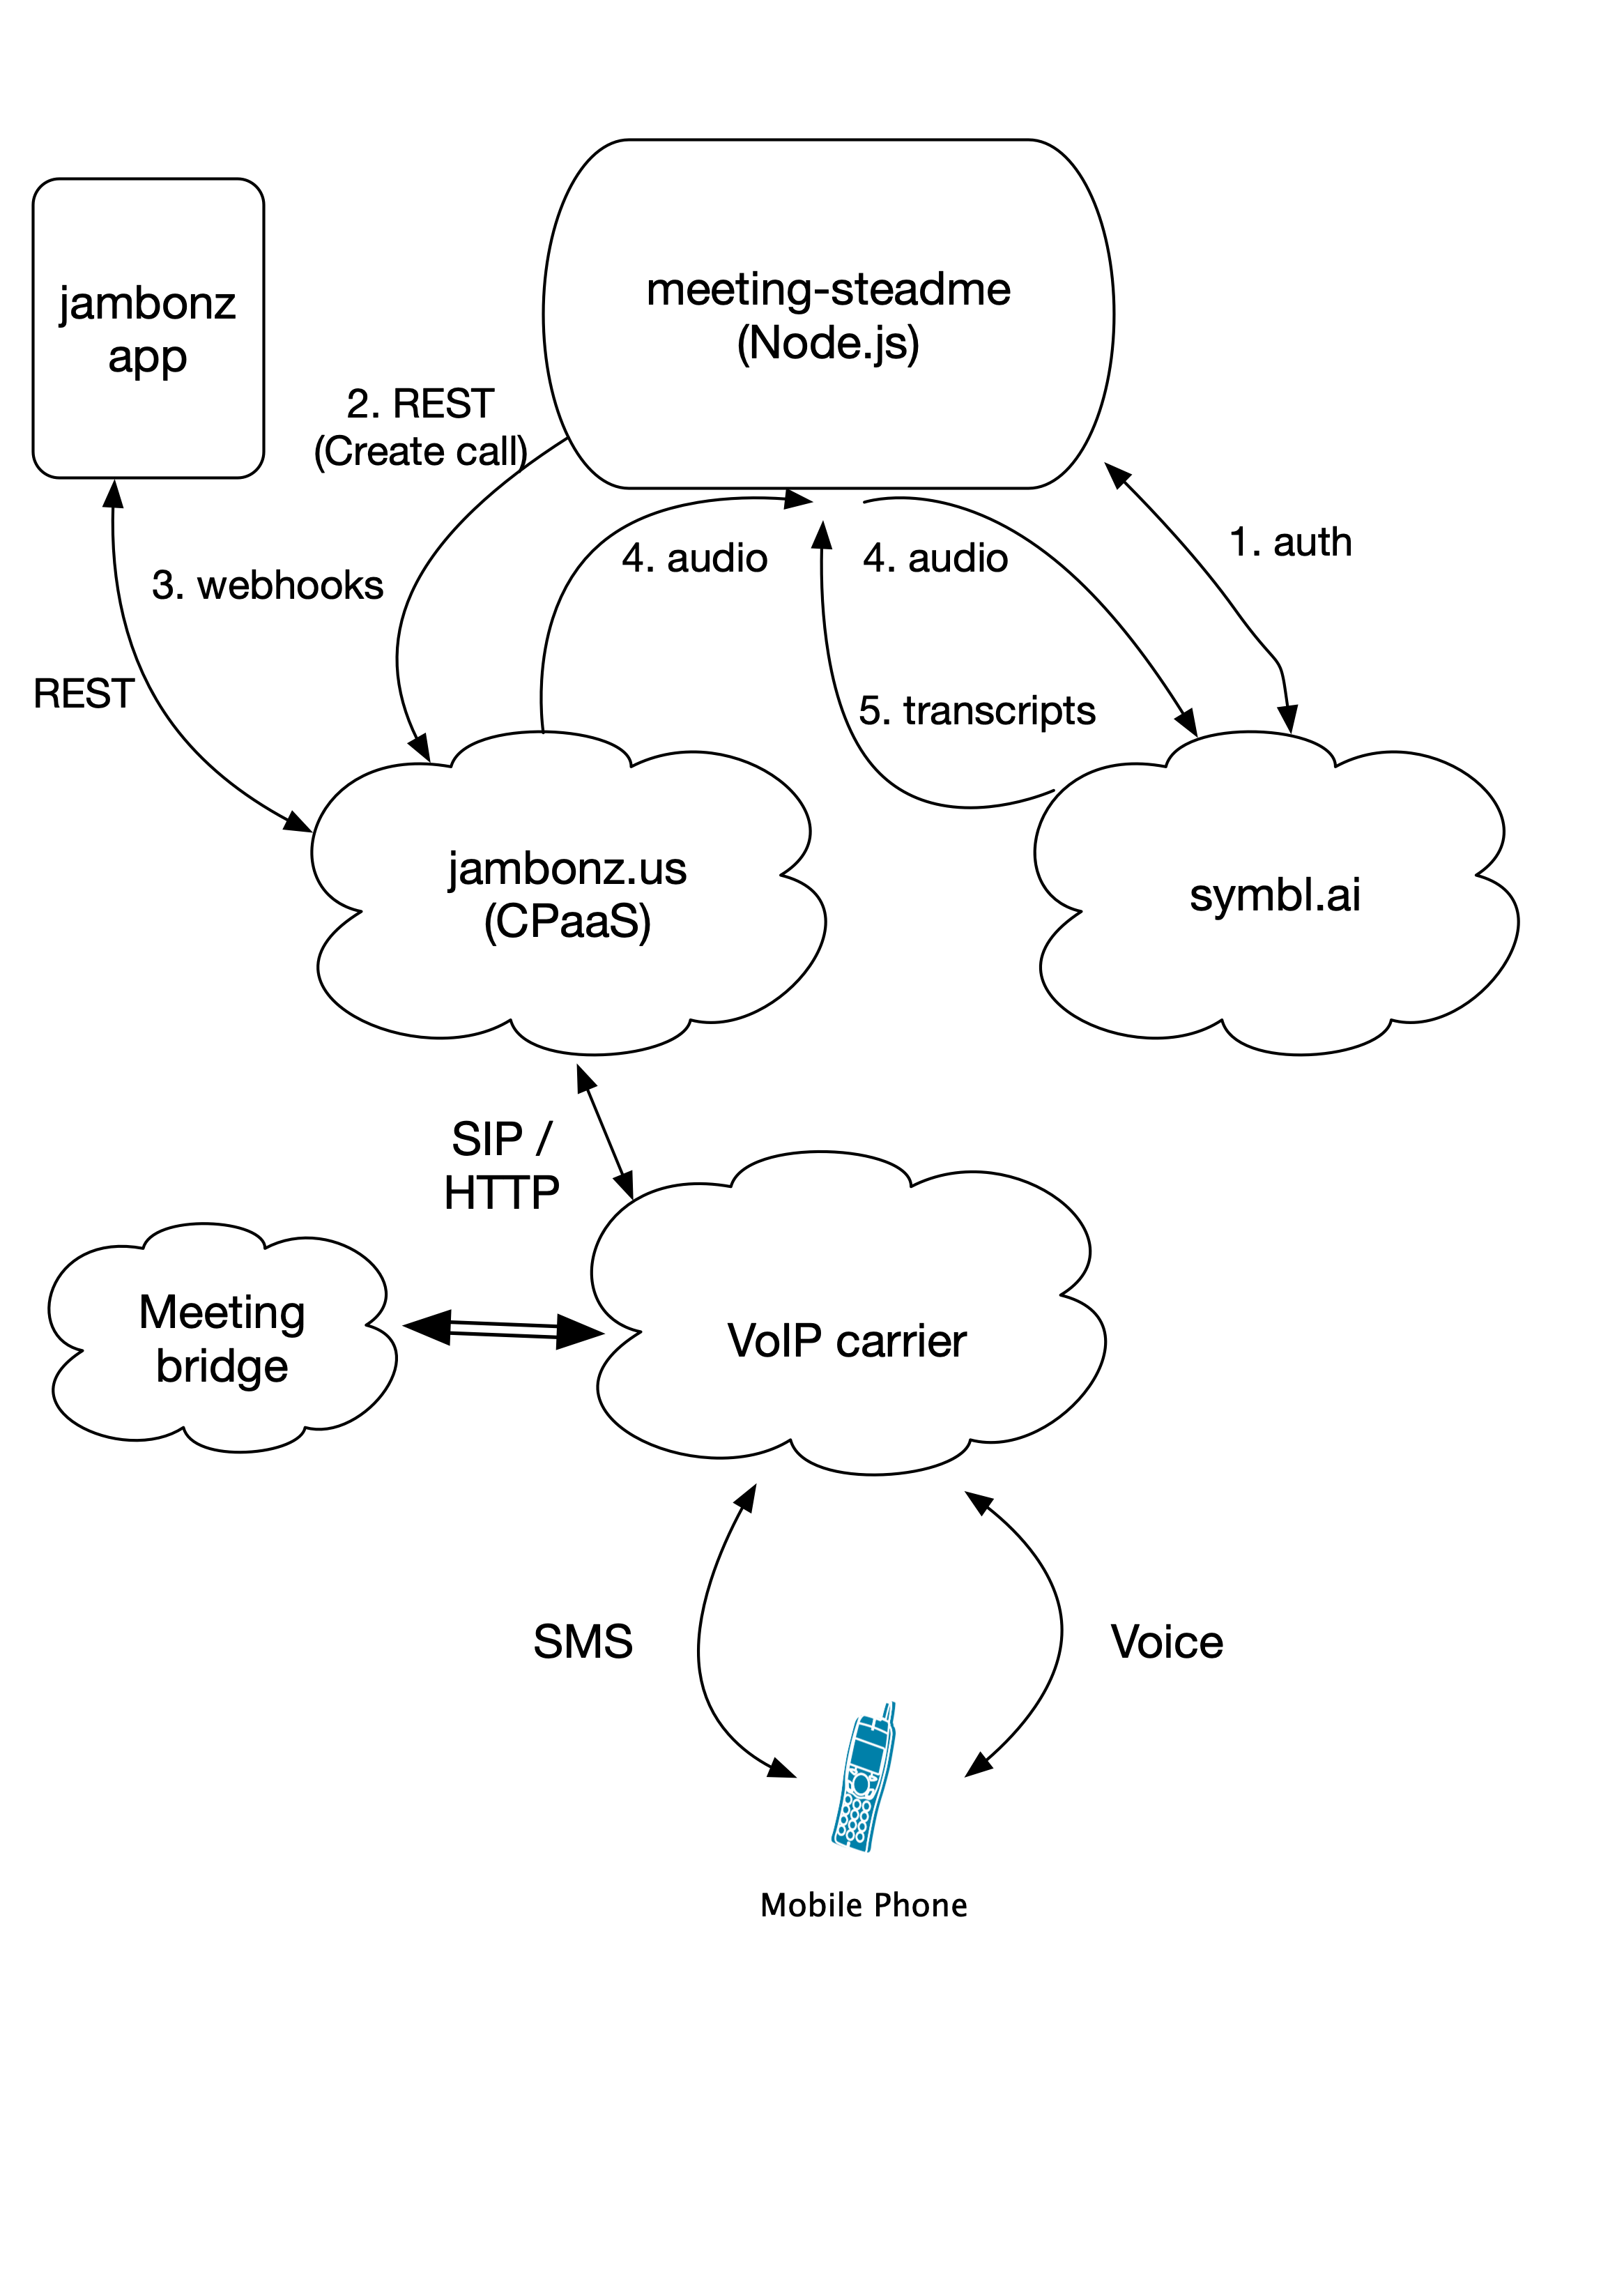 meeting-steadme
(Node.js)
jambonz
app
2. REST
(Create call)
4. audio
4. audio
1. auth
3. webhooks
REST
5. transcripts
jambonz.us
(CPaaS)
symbl.ai
SIP /
HTTP
Meeting
bridge
VoIP carrier
SMS
Voice
Mobile Phone